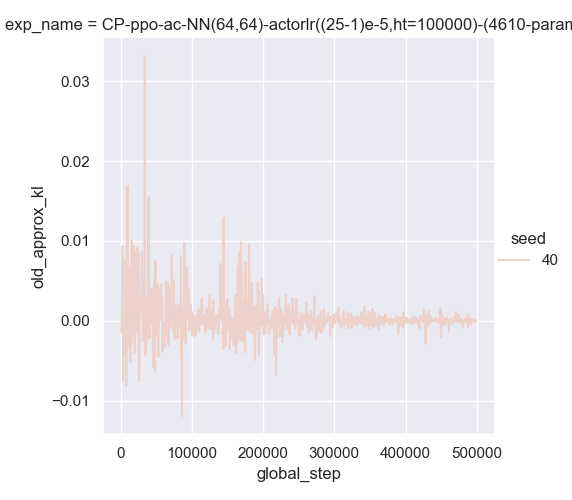 exp_name = CP-ppo-ac-NN(64,64)-actorlr((25-1)e-5,ht=100000)-(4610-param
0.03
0.02
0.01
0.00
−0.01
old_approx_kl
0 100000 200000 300000 400000 500000
global_step
seed
40